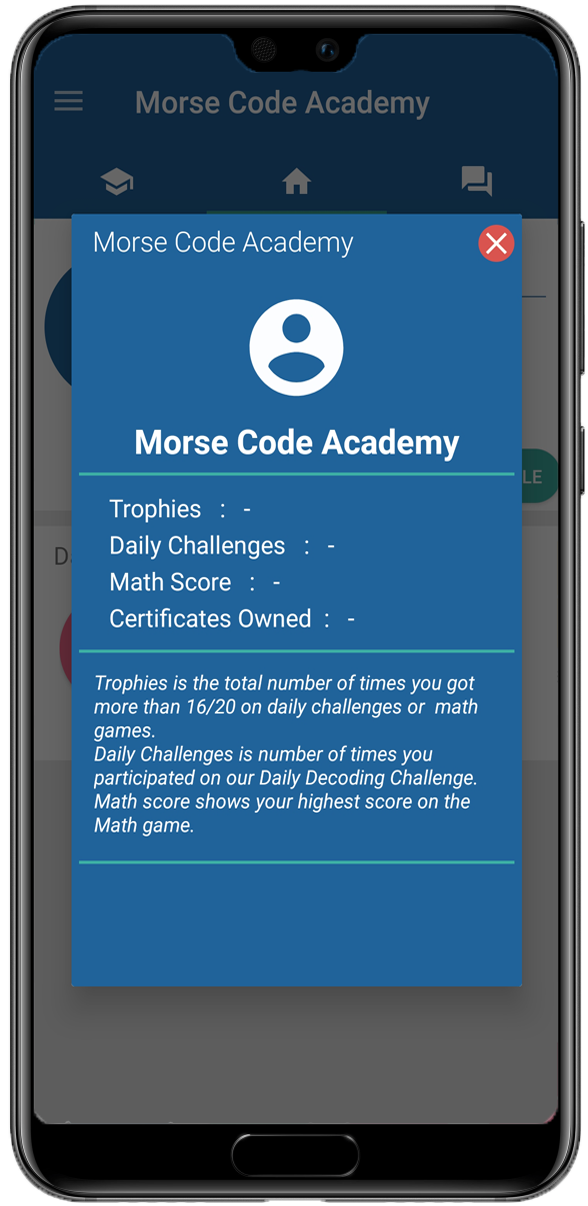 Morse Code Academy
Morse Code Academy
Morse Code Academy
LE
Trophies : -
Daily Challenges : -
D
Math Score : -
Certificates Owned : -
Trophies is the total number of times you got
more than 16/20 on daily challenges or math
games.
Daily Challenges is number of times you
participated on our Daily Decoding Challenge.
Math score shows your highest score on the
Math game.